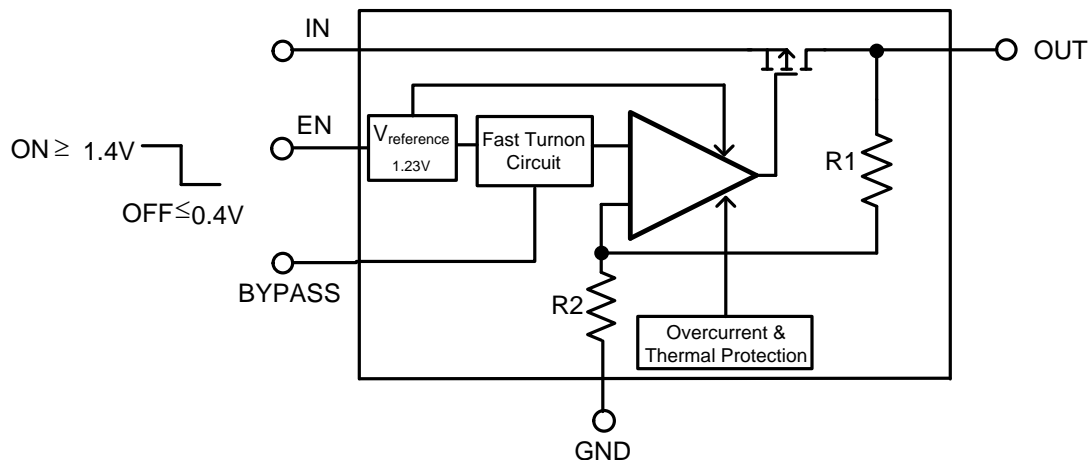 IN
OUT
EN
Vreference
1.23V
Fast Turnon
Circuit
ON ≥ 1.4V
OFF≤0.4V
R1
BYPASS
R2
Overcurrent &
Thermal Protection
GND